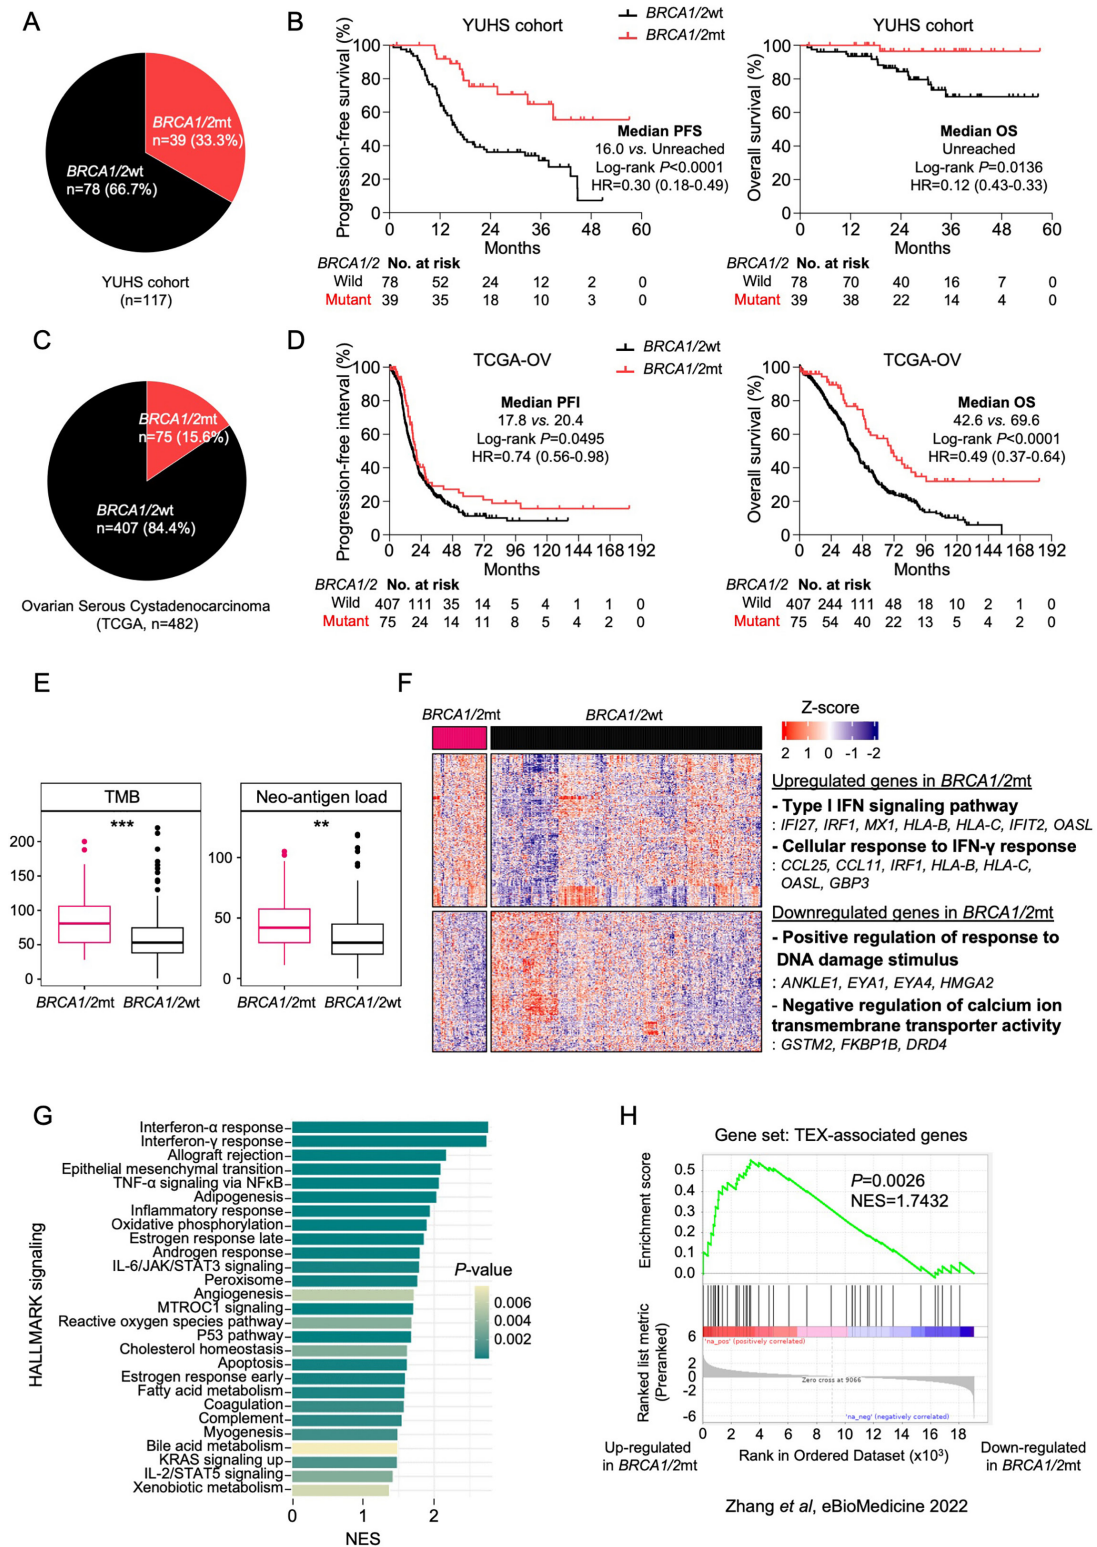 A
BRCA1/2mt
n=39 (33.3%)
BRCA1/2wt
n=78 (66.7%)
YUHS cohort
(n=117)
B
YUHS cohort
BRCA1/2wt
BRCA1/2mt
Progression-free survival (%)
100
80
60
40
20
0
Median PFS
16.0 vs. Unreached
Log-rank P<0.0001
HR=0.30 (0.18-0.49)
0 12 24 36 48 60
Months
BRCA1/2 No. at risk
Wild 78 52 24 12 2 0
Mutant 39 35 18 10 3 0
YUHS cohort
Overall survival (%)
100
80
60
40
20
0
Median OS
Unreached
Log-rank P=0.0136
HR=0.12 (0.43-0.33)
0 12 24 36 48 60
Months
BRCA1/2 No. at risk
Wild 78 70 40 16 7 0
Mutant 39 38 22 14 4 0
C
BRCA1/2mt
n=75 (15.6%)
BRCA1/2wt
n=407 (84.4%)
Ovarian Serous Cystadenocarcinoma
(TCGA, n=482)
D
TCGA-OV
BRCA1/2wt
BRCA1/2mt
Progression-free interval (%)
100
80
60
40
20
0
Median PFI
17.8 vs. 20.4
Log-rank P=0.0495
HR=0.74 (0.56-0.98)
0 24 48 72 96 120 144 168 192
Months
BRCA1/2 No. at risk
Wild 407 111 35 14 5 4 1 1 0
Mutant 75 24 14 11 8 5 4 2 0
TCGA-OV
Overall survival (%)
100
80
60
40
20
0
Median OS
42.6 vs. 69.6
Log-rank P<0.0001
HR=0.49 (0.37-0.64)
0 24 48 72 96 120 144 168 192
Months
BRCA1/2 No. at risk
Wild 407 244 111 48 18 10 2 1 0
Mutant 75 54 40 22 13 5 4 2 0
E
TMB
***
200
150
100
50
0
BRCA1/2mt BRCA1/2wt
Neo-antigen load
**
100
50
0
BRCA1/2mt BRCA1/2wt
F
BRCA1/2mt
BRCA1/2wt
Z-score
2 1 0 -1 -2
Upregulated genes in BRCA1/2mt
- Type I IFN signaling pathway
: IFI27, IRF1, MX1, HLA-B, HLA-C, IFIT2, OASL
- Cellular response to IFN-γ response
: CCL25, CCL11, IRF1, HLA-B, HLA-C,
OASL, GBP3
Downregulated genes in BRCA1/2mt
- Positive regulation of response to
DNA damage stimulus
: ANKLE1, EYA1, EYA4, HMGA2
- Negative regulation of calcium ion
transmembrane transporter activity
: GSTM2, FKBP1B, DRD4
G
HALLMARK signaling
Interferon-α response
Interferon-γ response
Allograft rejection
Epithelial mesenchymal transition
TNF-α signaling via NFκB
Adipogenesis
Inflammatory response
Oxidative phosphorylation
Estrogen response late
Androgen response
IL-6/JAK/STAT3 signaling
Peroxisome
Angiogenesis
MTROC1 signaling
Reactive oxygen species pathway
P53 pathway
Cholesterol homeostasis
Apoptosis
Estrogen response early
Fatty acid metabolism
Coagulation
Complement
Myogenesis
Bile acid metabolism
KRAS signaling up
IL-2/STAT5 signaling
Xenobiotic metabolism
0 1 2
NES
P-value
0.006
0.004
0.002
H
Gene set: TEX-associated genes
Enrichment score
0.5
0.4
0.3
0.2
0.1
0.0
P=0.0026
NES=1.7432
Ranked list metric
(Preranked)
6
2
0
-2
-6
'na_pos' (positively correlated)
Zero cross at 9066
'na_neg' (negatively correlated)
0 2 4 6 8 10 12 14 16 18
Rank in Ordered Dataset (x10³)
Up-regulated
in BRCA1/2mt
Down-regulated
in BRCA1/2mt
Zhang et al, eBioMedicine 2022